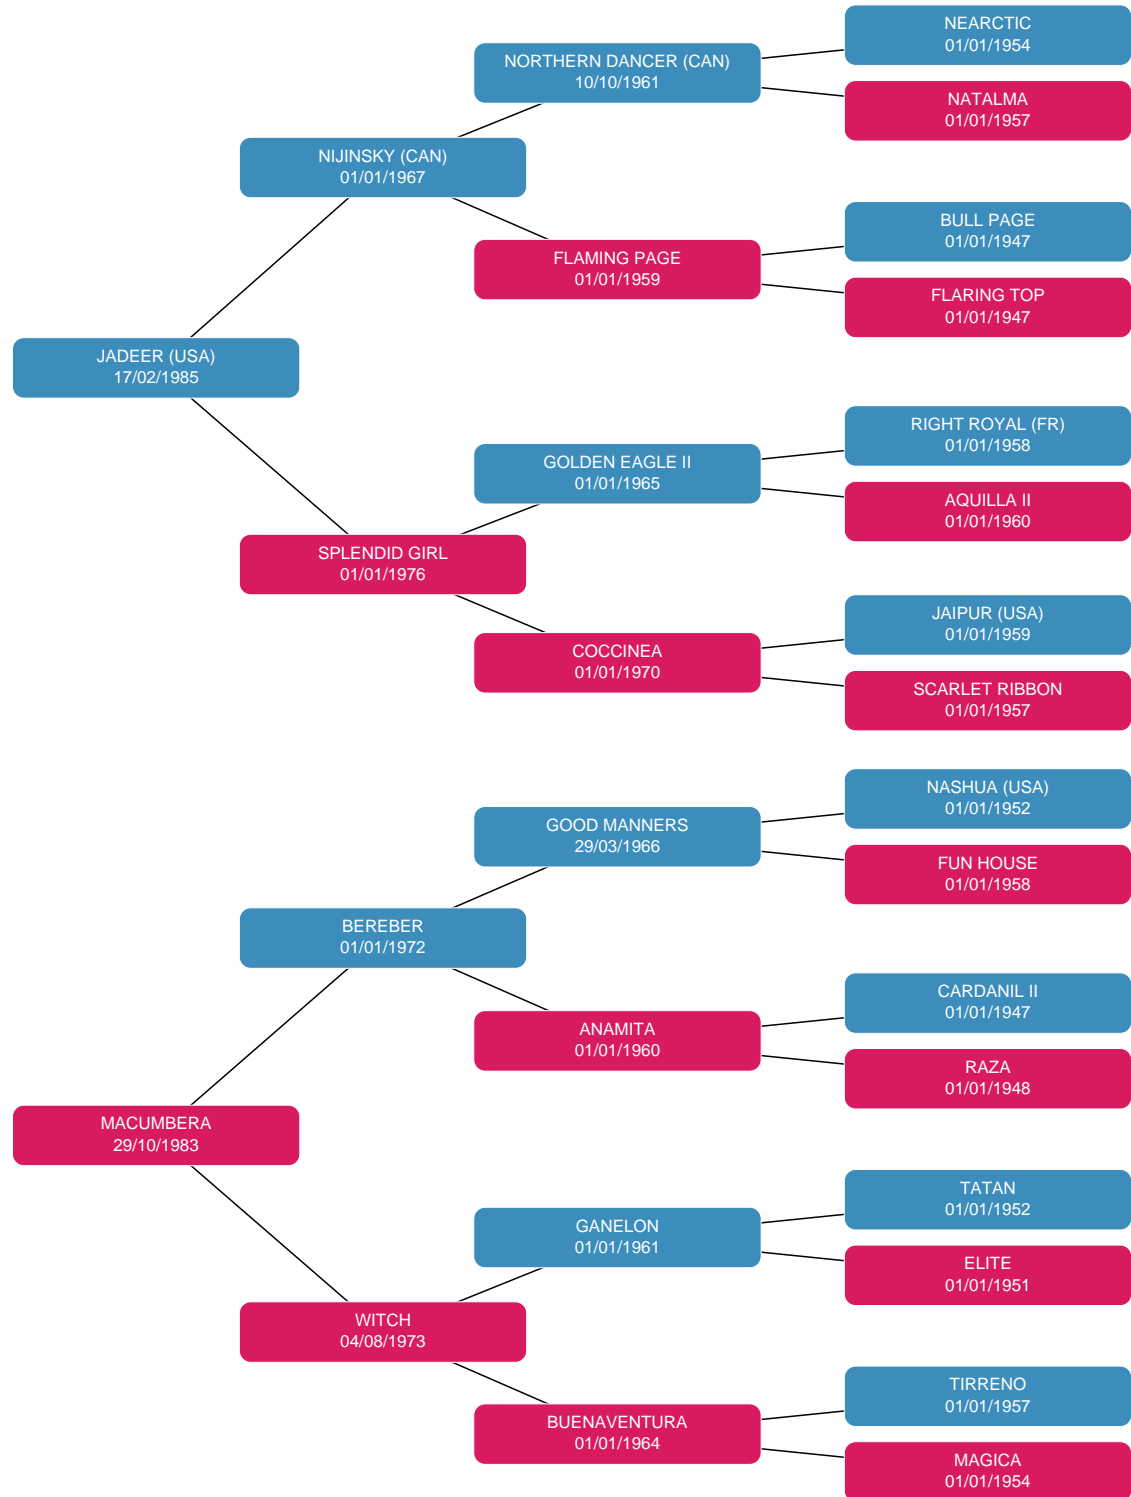 NEARCTIC
01/01/1954
NORTHERN DANCER (CAN)
10/10/1961
NATALMA
01/01/1957
NIJINSKY (CAN)
01/01/1967
BULL PAGE
01/01/1947
FLAMING PAGE
01/01/1959
FLARING TOP
01/01/1947
JADEER (USA)
17/02/1985
RIGHT ROYAL (FR)
01/01/1958
GOLDEN EAGLE II
01/01/1965
AQUILLA II
01/01/1960
SPLENDID GIRL
01/01/1976
JAIPUR (USA)
01/01/1959
COCCINEA
01/01/1970
SCARLET RIBBON
01/01/1957
NASHUA (USA)
01/01/1952
GOOD MANNERS
29/03/1966
FUN HOUSE
01/01/1958
BEREBER
01/01/1972
CARDANIL II
01/01/1947
ANAMITA
01/01/1960
RAZA
01/01/1948
MACUMBERA
29/10/1983
TATAN
01/01/1952
GANELON
01/01/1961
ELITE
01/01/1951
WITCH
04/08/1973
TIRRENO
01/01/1957
BUENAVENTURA
01/01/1964
MAGICA
01/01/1954